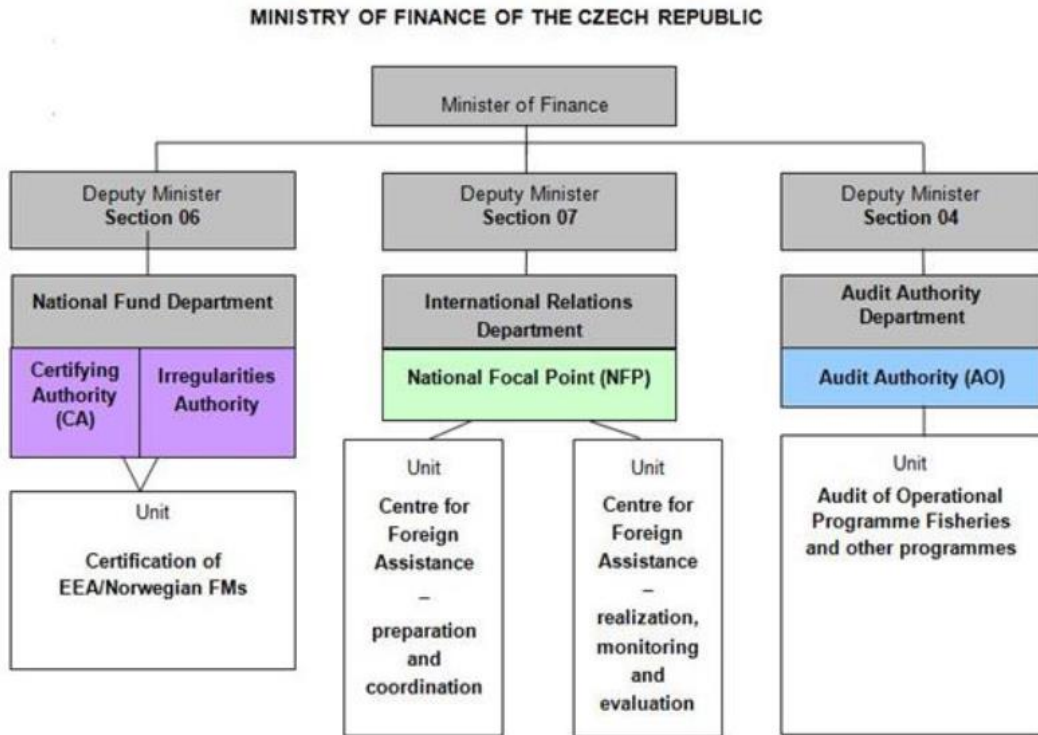 MINISTRY OF FINANCE OF THE CZECH REPUBLIC
Minister of Finance
Deputy Minister
Section 06
Deputy Minister
Section 07
Deputy Minister
Section 04
National Fund Department
International Relations
Department
Audit Authority
Department
Certifying
Authority
(CA)
Irregularities
Authority
National Focal Point (NFP)
Audit Authority (AO)
Unit
Certification of
EEA/Norwegian FMs
Unit
Centre for
Foreign
Assistance
–
preparation
and
coordination
Unit
Centre for
Foreign
Assistance
–
realization,
monitoring
and
evaluation
Unit
Audit of Operational
Programme Fisheries
and other programmes